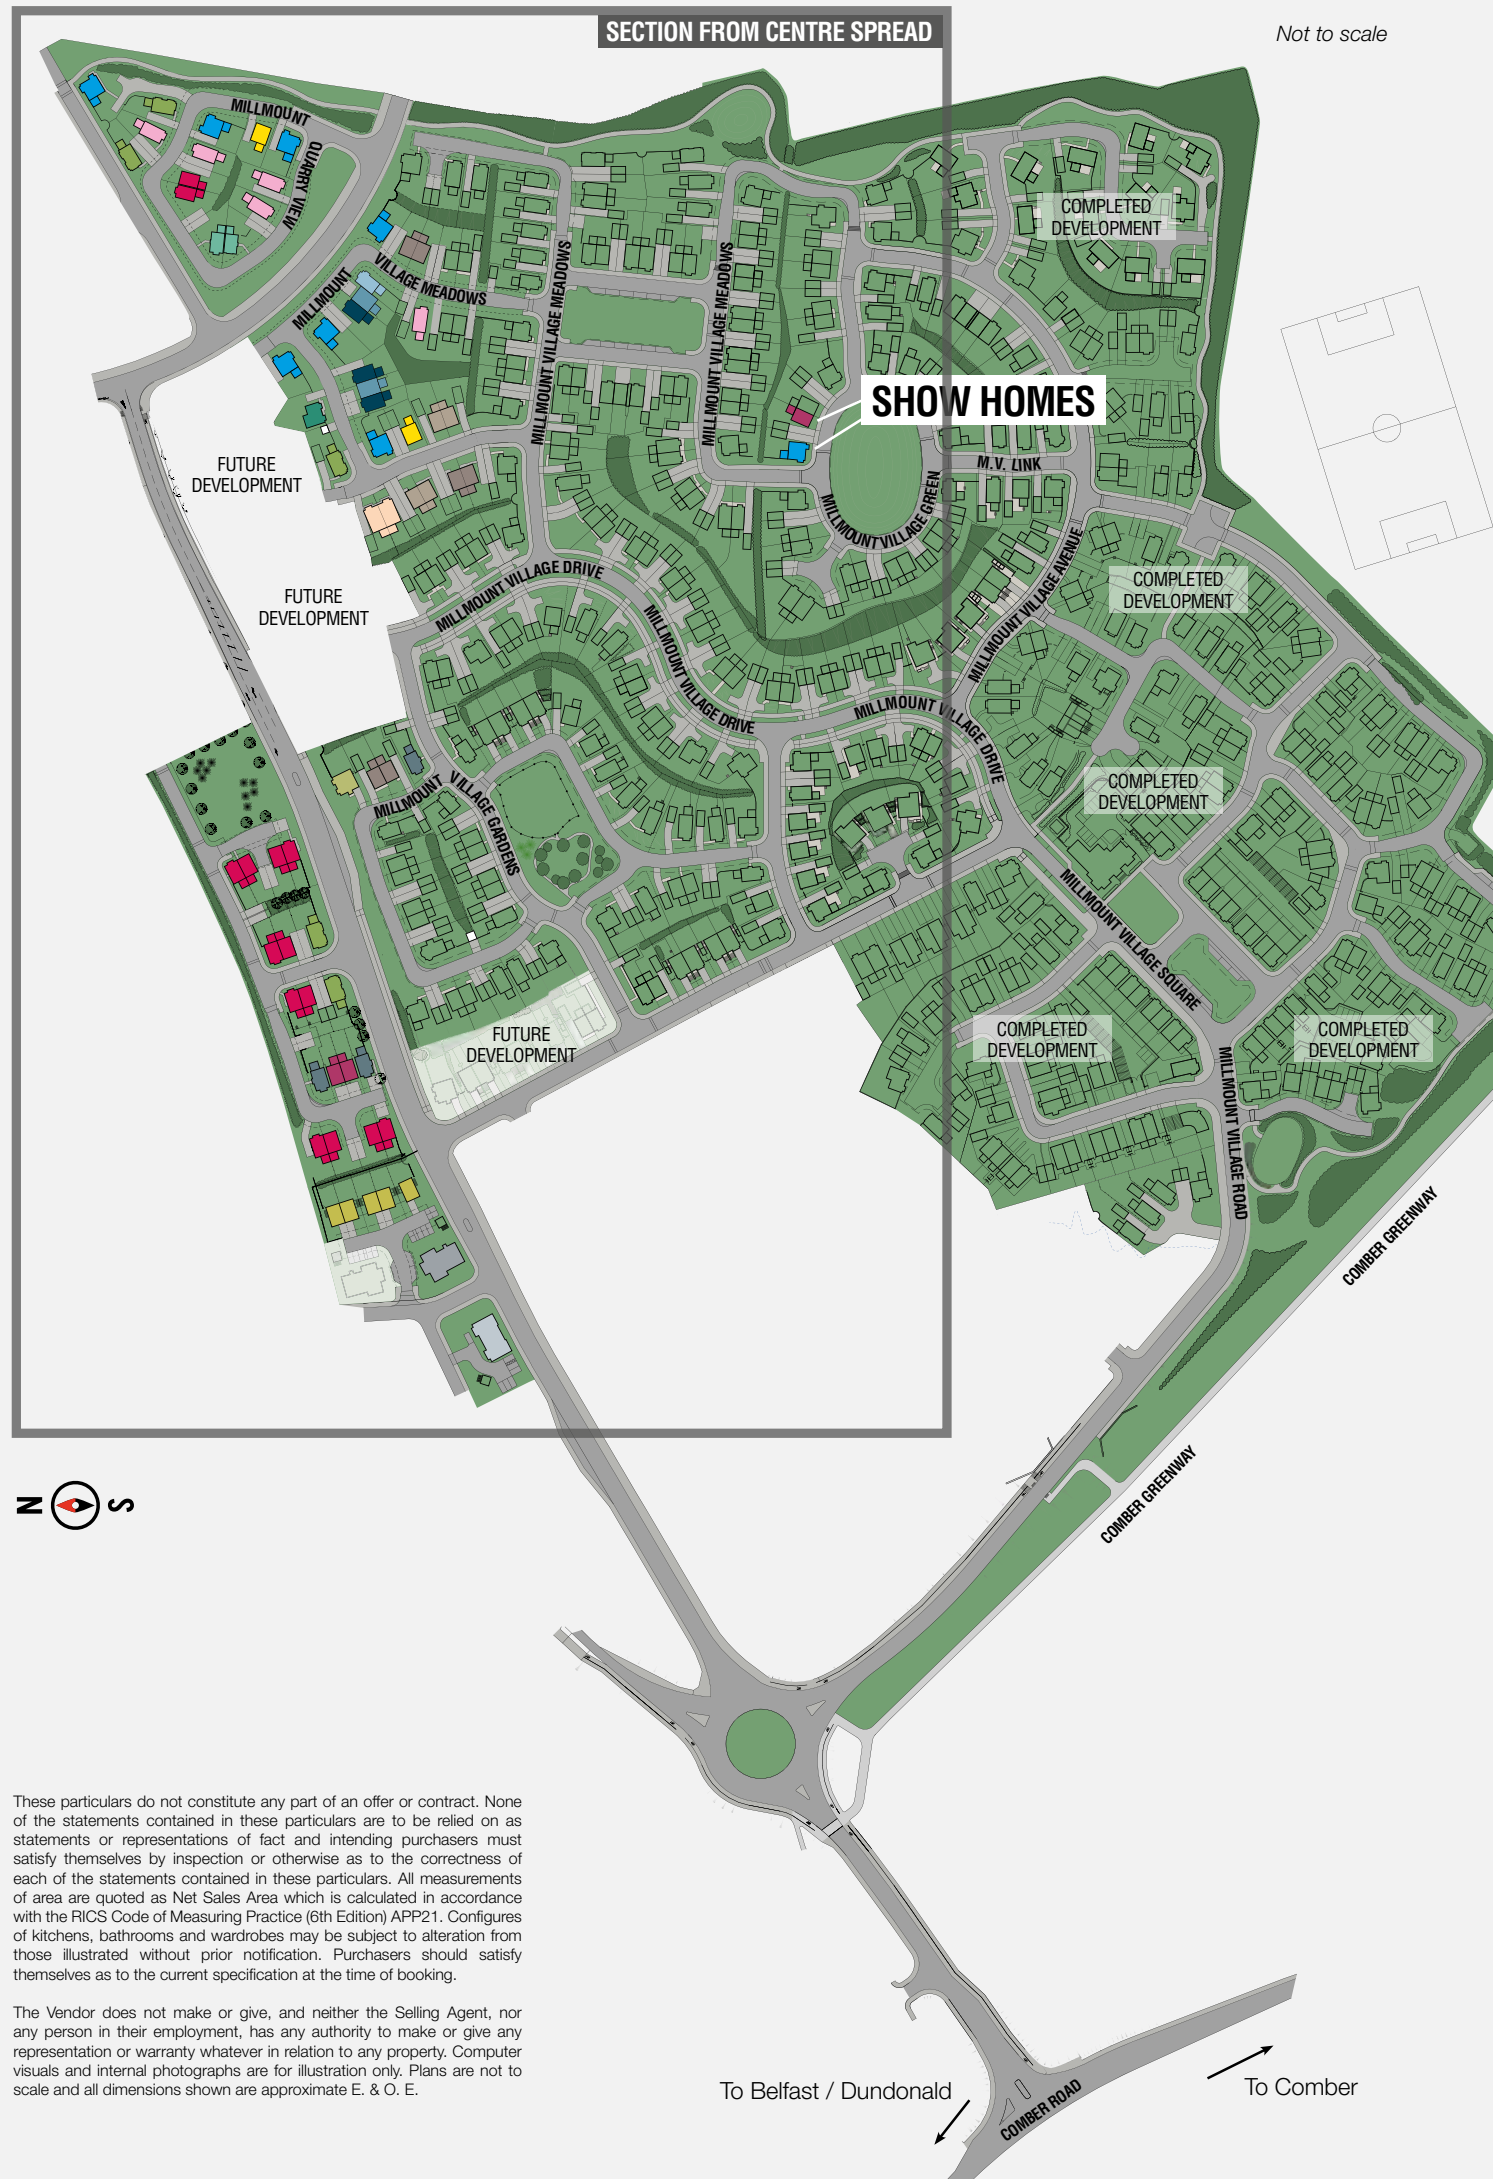 SECTION FROM CENTRE SPREAD
Not to scale
MILLMOUNT
QUARRY VIEW
COMPLETED
DEVELOPMENT
MILLMOUNT
VILLAGE MEADOWS
MILLMOUNT VILLAGE MEADOWS
MILLMOUNT VILLAGE MEADOWS
SHOW HOMES
M.V. LINK
FUTURE
DEVELOPMENT
MILLMOUNT VILLAGE GREEN
MILLMOUNT VILLAGE AVENUE
COMPLETED
DEVELOPMENT
FUTURE
DEVELOPMENT
MILLMOUNT VILLAGE DRIVE
MILLMOUNT VILLAGE DRIVE
MILLMOUNT VILLAGE DRIVE
COMPLETED
DEVELOPMENT
MILLMOUNT VILLAGE GARDENS
MILLMOUNT VILLAGE SQUARE
FUTURE
DEVELOPMENT
COMPLETED
DEVELOPMENT
COMPLETED
DEVELOPMENT
MILLMOUNT VILLAGE ROAD
COMBER GREENWAY
COMBER GREENWAY
N S
These particulars do not constitute any part of an offer or contract. None
of the statements contained in these particulars are to be relied on as
statements or representations of fact and intending purchasers must
satisfy themselves by inspection or otherwise as to the correctness of
each of the statements contained in these particulars. All measurements
of area are quoted as Net Sales Area which is calculated in accordance
with the RICS Code of Measuring Practice (6th Edition) APP21. Configures
of kitchens, bathrooms and wardrobes may be subject to alteration from
those illustrated without prior notification. Purchasers should satisfy
themselves as to the current specification at the time of booking.
The Vendor does not make or give, and neither the Selling Agent, nor
any person in their employment, has any authority to make or give any
representation or warranty whatever in relation to any property. Computer
visuals and internal photographs are for illustration only. Plans are not to
scale and all dimensions shown are approximate E. & O. E.
To Belfast / Dundonald
COMBER ROAD
To Comber